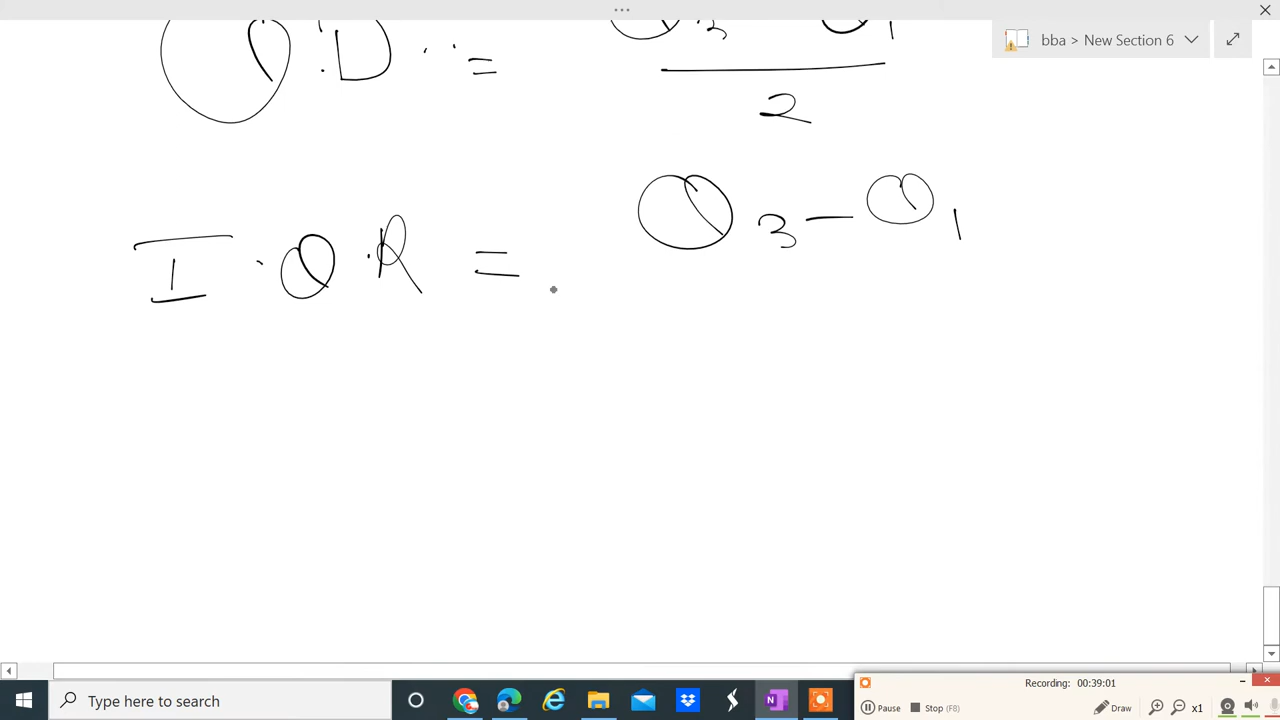 bba > New Section 6
Q.D.. = Q3 - Q1
2
I.Q.R = Q3 - Q1
Type here to search
Recording: 00:39:01
Pause Stop (F8) Draw x1